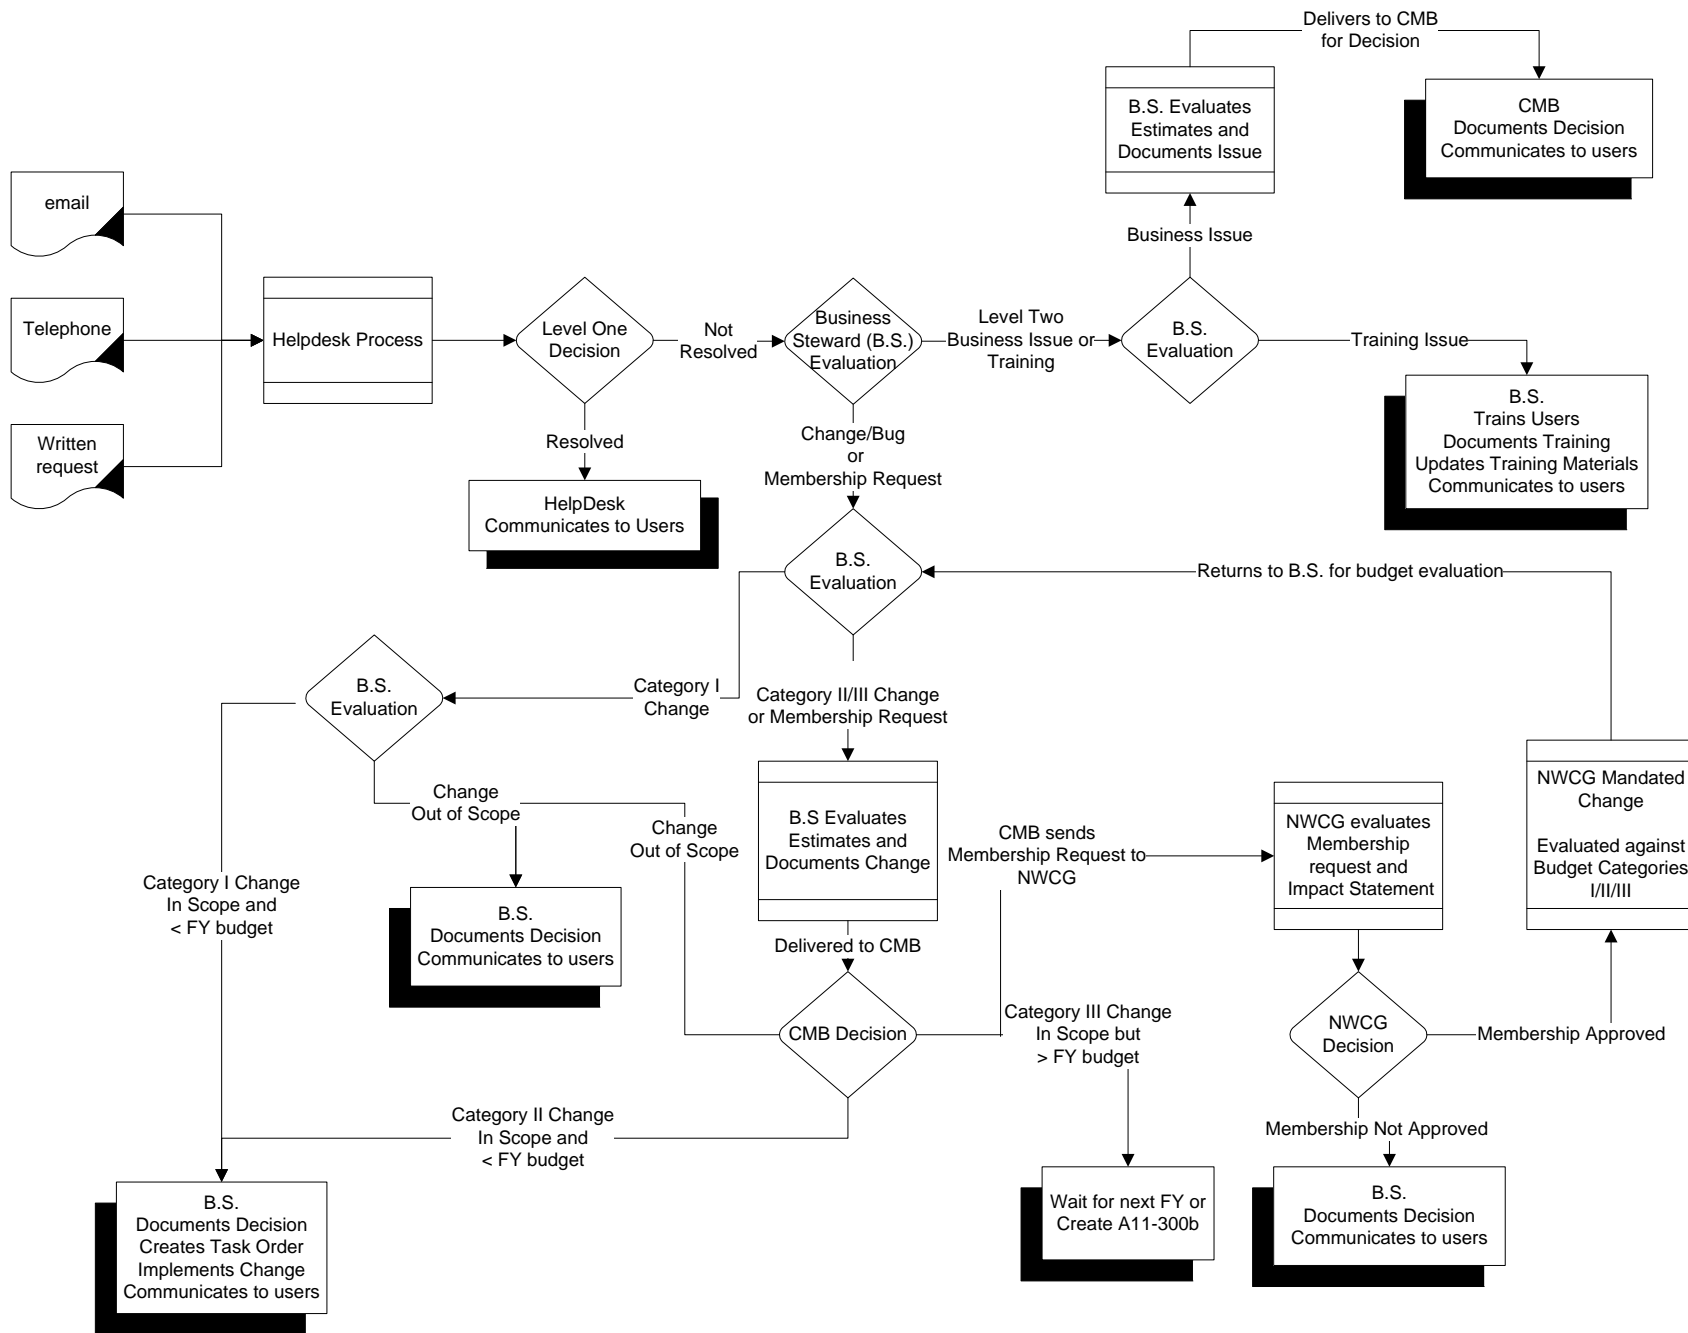 Delivers to CMB
for Decision
B.S. Evaluates
Estimates and
Documents Issue
CMB
Documents Decision
Communicates to users
email
Business Issue
Telephone
Helpdesk Process
Level One
Decision
Not
Resolved
Business
Steward (B.S.)
Evaluation
Level Two
Business Issue or
Training
B.S.
Evaluation
Training Issue
B.S.
Trains Users
Documents Training
Updates Training Materials
Communicates to users
Written
request
Resolved
Change/Bug
or
Membership Request
HelpDesk
Communicates to Users
B.S.
Evaluation
Returns to B.S. for budget evaluation
B.S.
Evaluation
Category I
Change
Category II/III Change
or Membership Request
Change
Out of Scope
Change
Out of Scope
B.S Evaluates
Estimates and
Documents Change
CMB sends
Membership Request to
NWCG
NWCG evaluates
Membership
request and
Impact Statement
NWCG Mandated
Change
Evaluated against
Budget Categories
I/II/III
Category I Change
In Scope and
< FY budget
B.S.
Documents Decision
Communicates to users
Delivered to CMB
CMB Decision
Category III Change
In Scope but
> FY budget
NWCG
Decision
Membership Approved
Category II Change
In Scope and
< FY budget
Membership Not Approved
B.S.
Documents Decision
Creates Task Order
Implements Change
Communicates to users
Wait for next FY or
Create A11-300b
B.S.
Documents Decision
Communicates to users